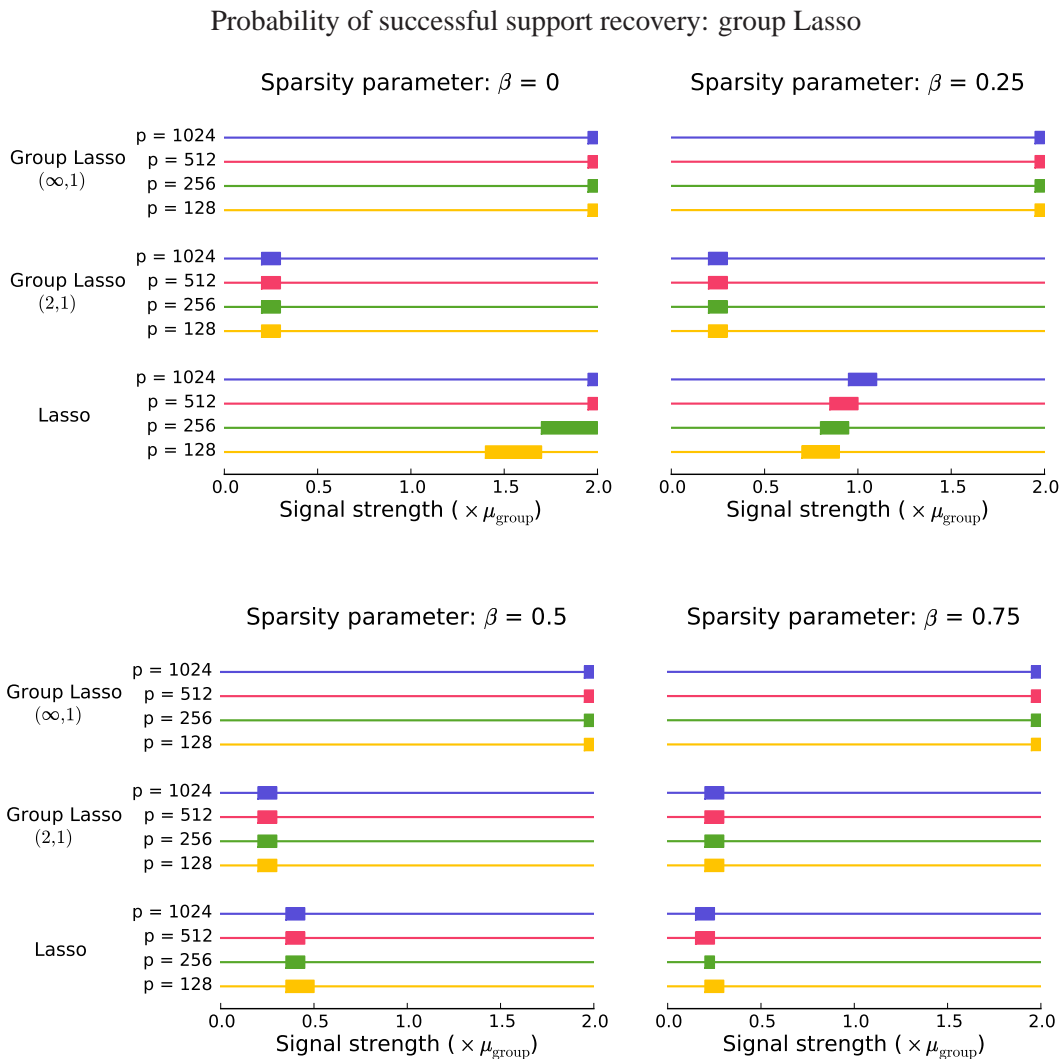 Probability of successful support recovery: group Lasso
Sparsity parameter: β = 0
Group Lasso
(∞,1)
p = 1024
p = 512
p = 256
p = 128
Group Lasso
(2,1)
p = 1024
p = 512
p = 256
p = 128
Lasso
p = 1024
p = 512
p = 256
p = 128
0.0 0.5 1.0 1.5 2.0
Signal strength ( × μgroup)
Sparsity parameter: β = 0.25
0.0 0.5 1.0 1.5 2.0
Signal strength ( × μgroup)
Sparsity parameter: β = 0.5
Group Lasso
(∞,1)
p = 1024
p = 512
p = 256
p = 128
Group Lasso
(2,1)
p = 1024
p = 512
p = 256
p = 128
Lasso
p = 1024
p = 512
p = 256
p = 128
0.0 0.5 1.0 1.5 2.0
Signal strength ( × μgroup)
Sparsity parameter: β = 0.75
0.0 0.5 1.0 1.5 2.0
Signal strength ( × μgroup)